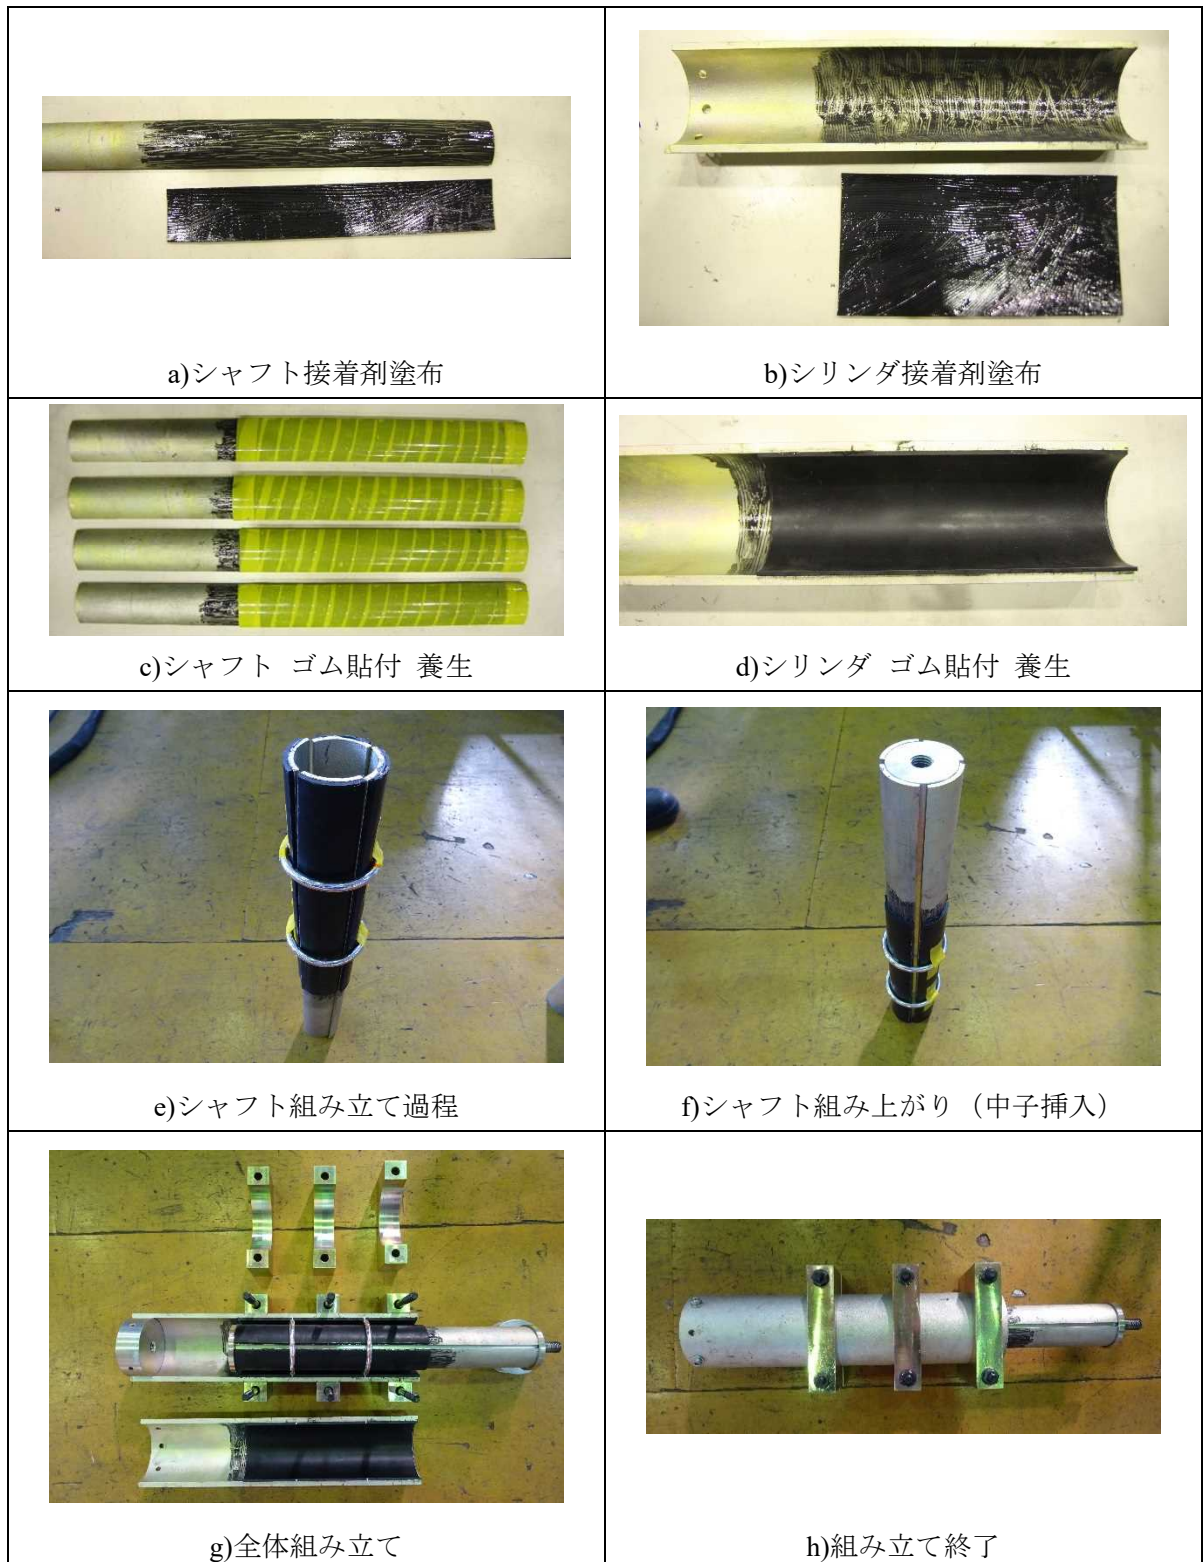 a)シャフト接着剤塗布
b)シリンダ接着剤塗布
c)シャフト ゴム貼付 養生
d)シリンダ ゴム貼付 養生
e)シャフト組み立て過程
f)シャフト組み上がり（中子挿入）
g)全体組み立て
h)組み立て終了